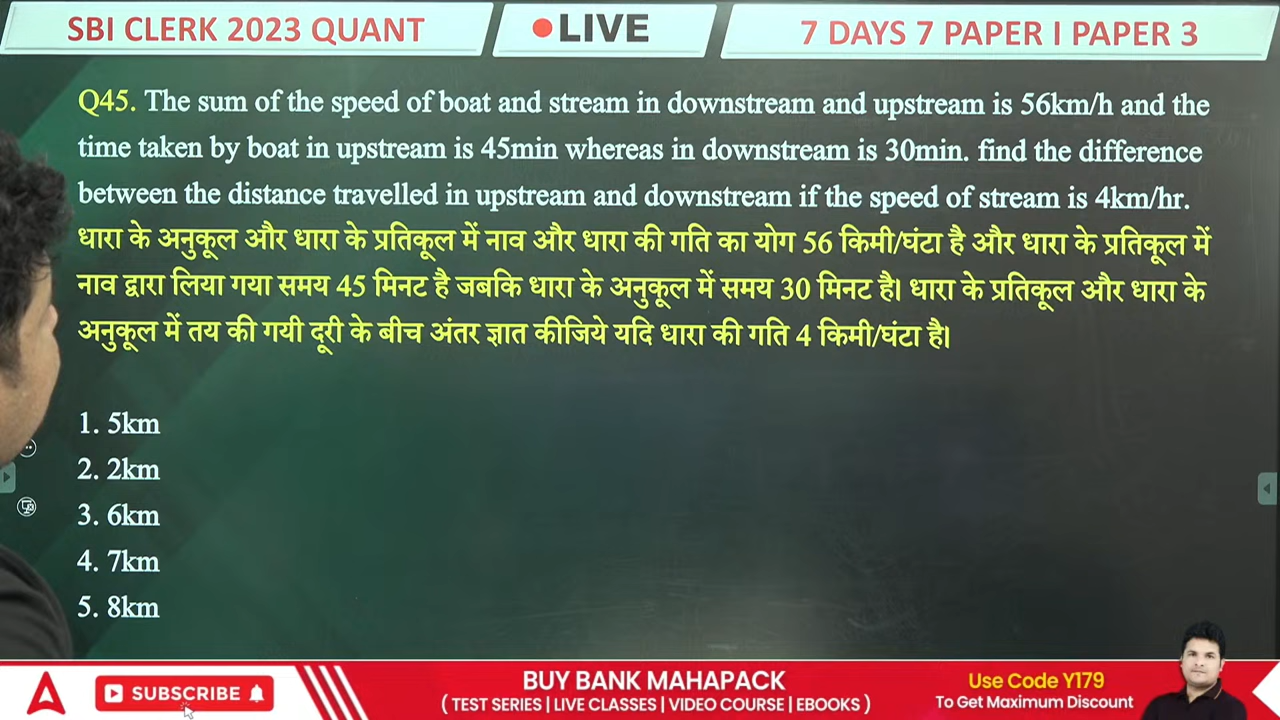 SBI CLERK 2023 QUANT
LIVE
7 DAYS 7 PAPER I PAPER 3
Q45. The sum of the speed of boat and stream in downstream and upstream is 56km/h and the
time taken by boat in upstream is 45min whereas in downstream is 30min. find the difference
between the distance travelled in upstream and downstream if the speed of stream is 4km/hr.
धारा के अनुकूल और धारा के प्रतिकूल में नाव और धारा की गति का योग 56 किमी/घंटा है और धारा के प्रतिकूल में
नाव द्वारा लिया गया समय 45 मिनट है जबकि धारा के अनुकूल में समय 30 मिनट है। धारा के प्रतिकूल और धारा के
अनुकूल में तय की गयी दूरी के बीच अंतर ज्ञात कीजिये यदि धारा की गति 4 किमी/घंटा है।
1. 5km
2. 2km
3. 6km
4. 7km
5. 8km
SUBSCRIBE
BUY BANK MAHAPACK
( TEST SERIES | LIVE CLASSES | VIDEO COURSE | EBOOKS )
Use Code Y179
To Get Maximum Discount